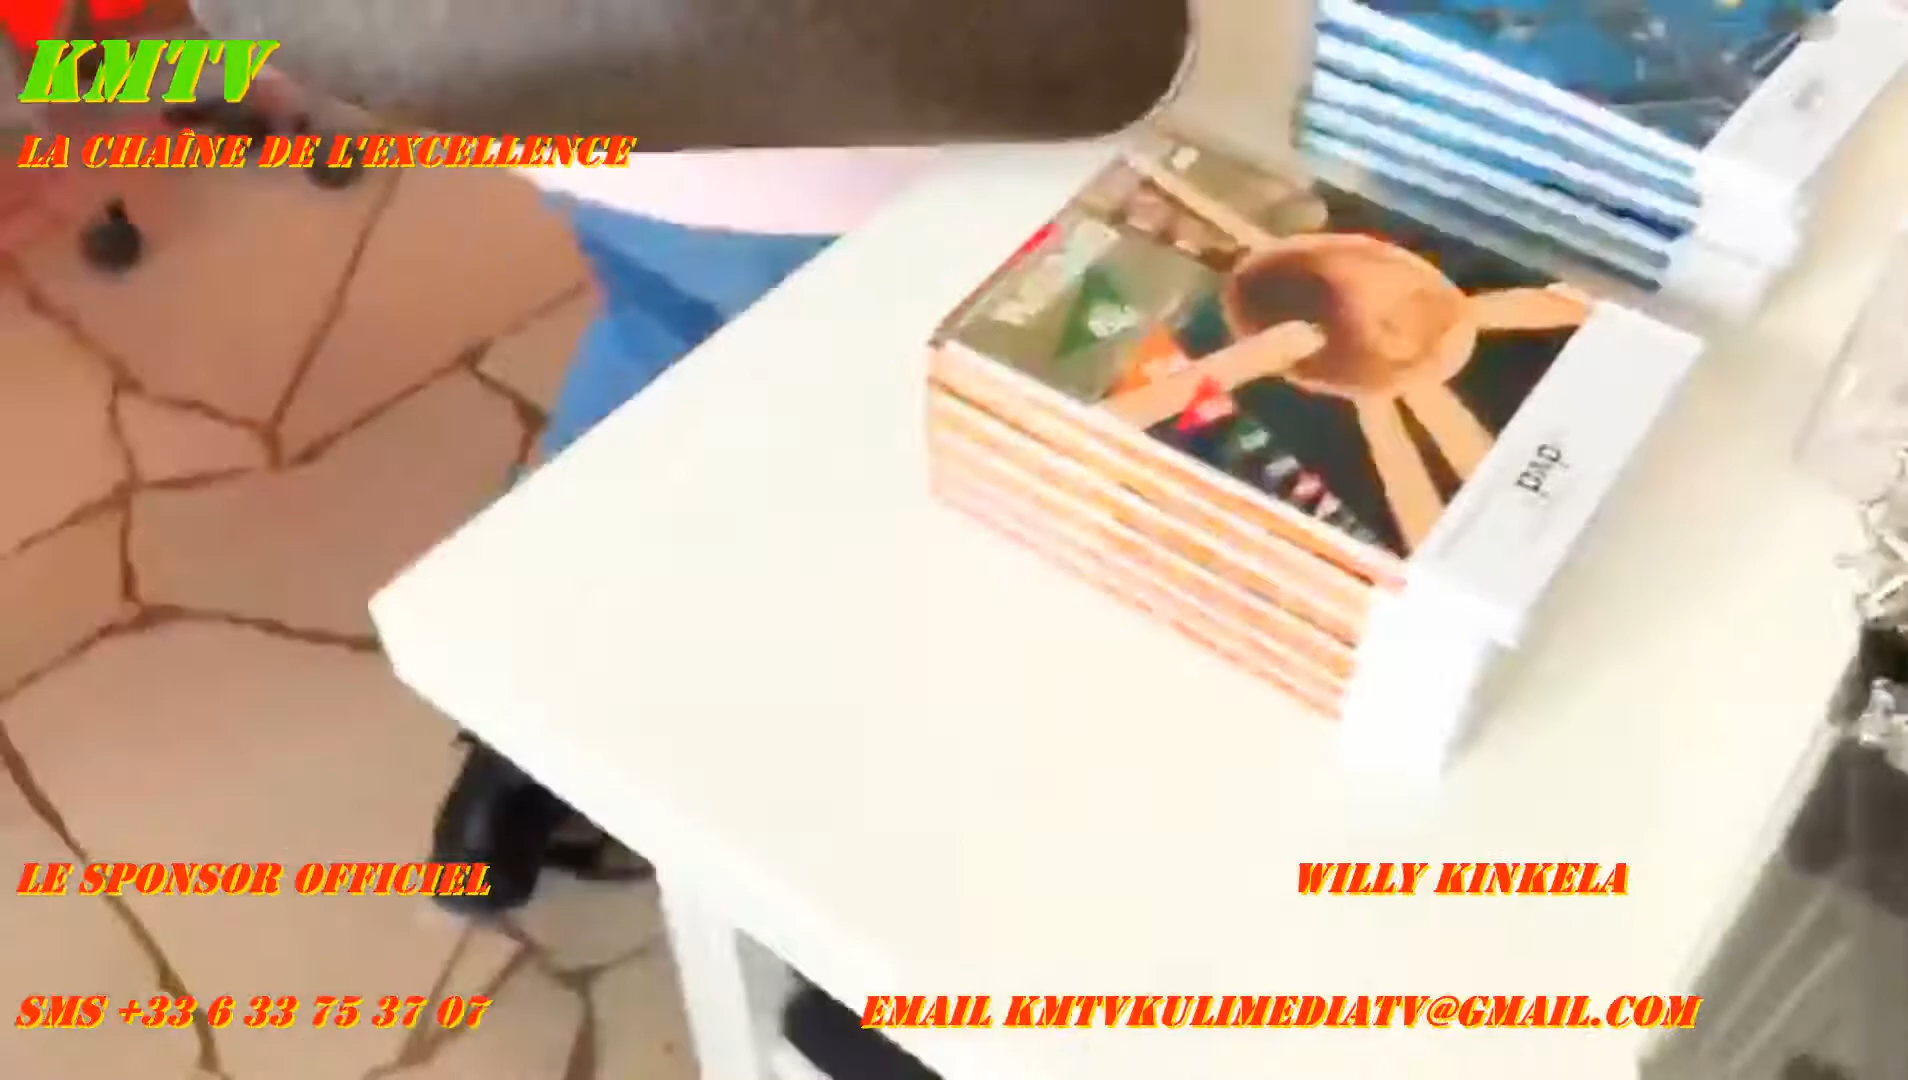 KMTV
LA CHAÎNE DE L'EXCELLENCE
LE SPONSOR OFFICIEL
WILLY KINKELA
SMS +33 6 33 75 37 07
EMAIL KMTVKULIMEDIATV@GMAIL.COM